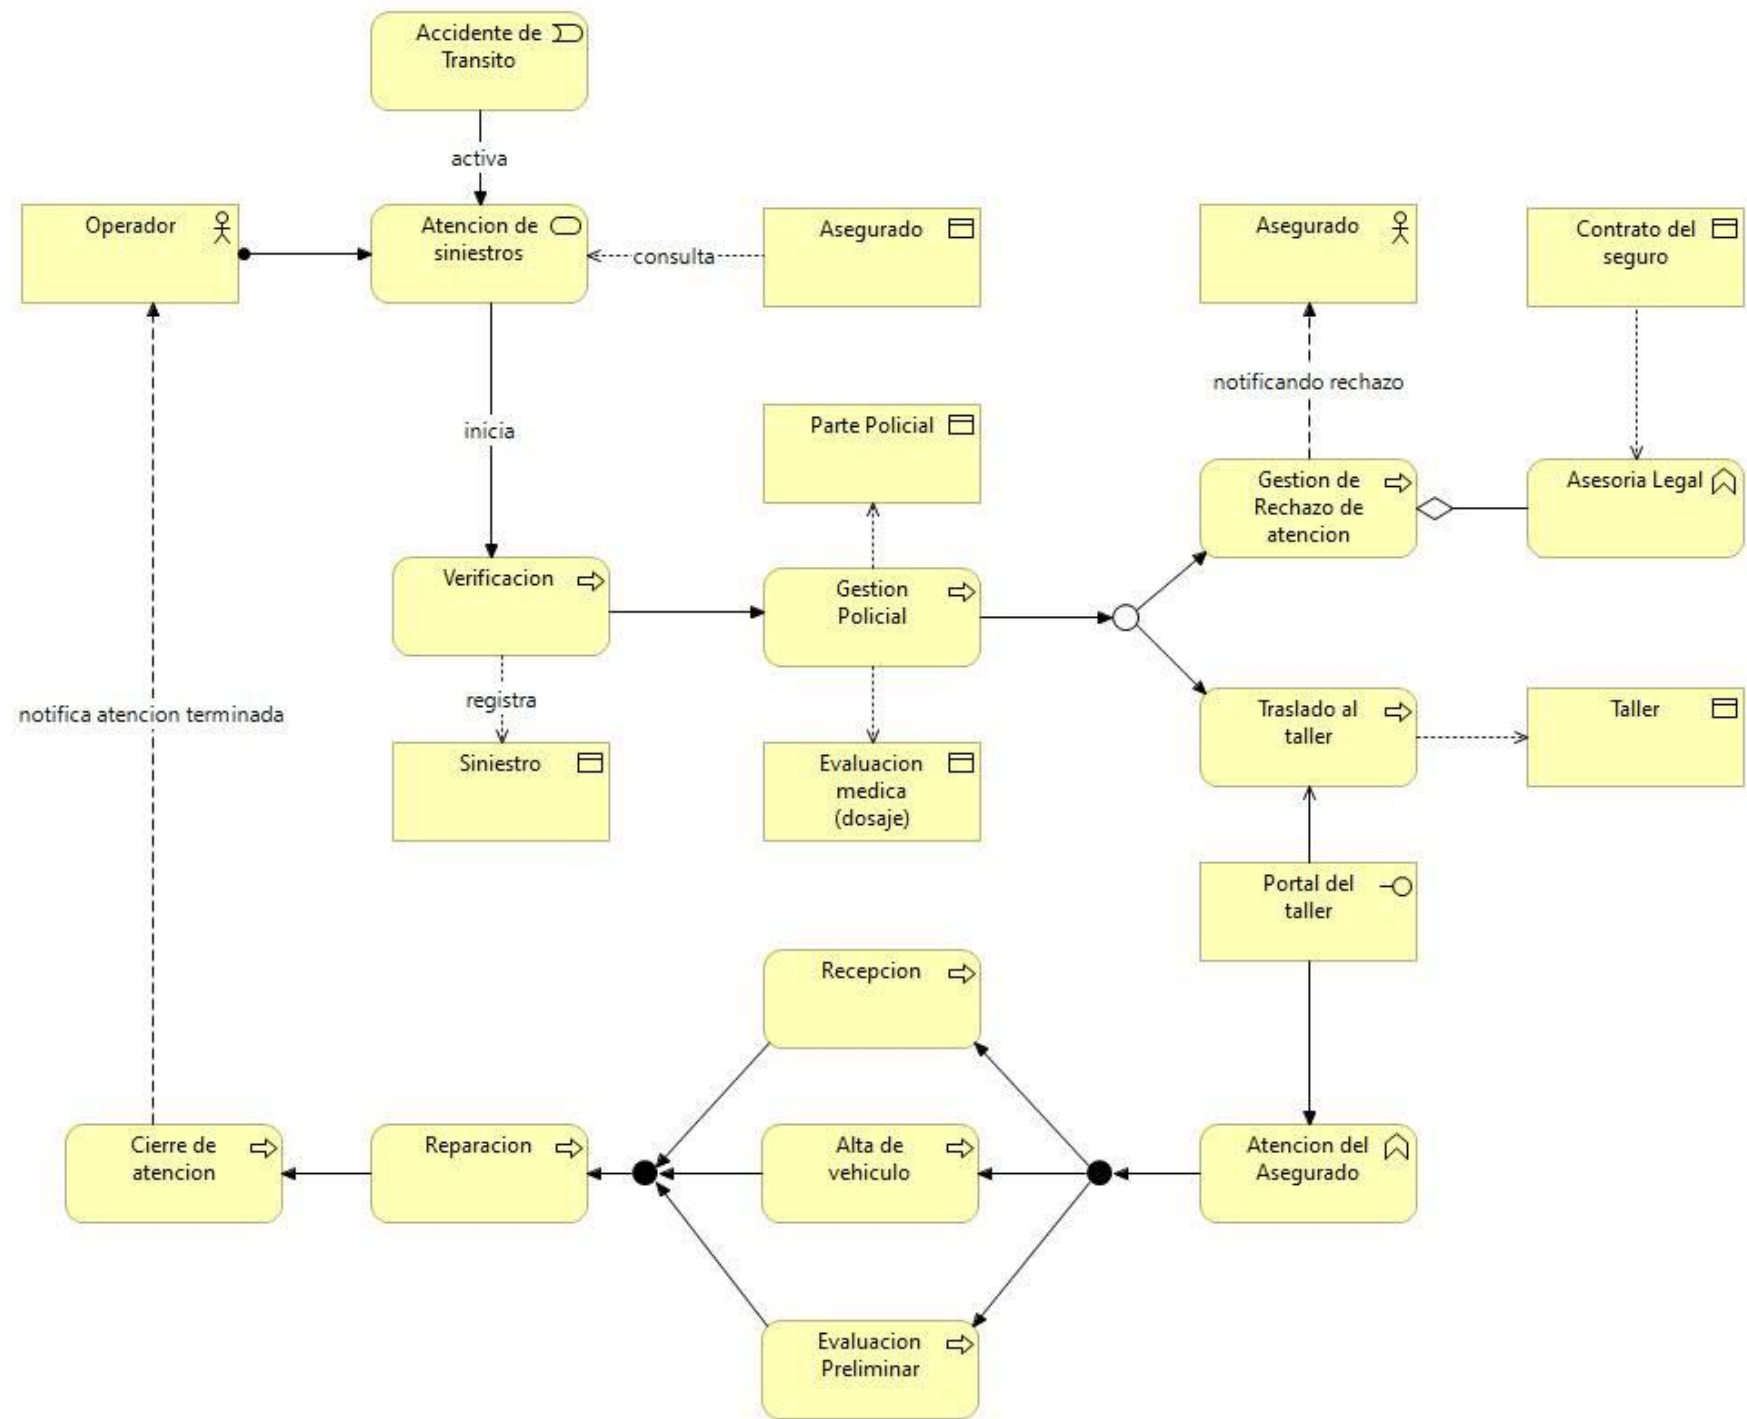 Accidente de
Transito
activa
Operador
Atencion de
siniestros
consulta
Asegurado
Asegurado
Contrato del
seguro
notificando rechazo
inicia
Parte Policial
Gestion de
Rechazo de
atencion
Asesoria Legal
Verificacion
Gestion
Policial
registra
notifica atencion terminada
Siniestro
Evaluacion
medica
(dosaje)
Traslado al
taller
Taller
Portal del
taller
Recepcion
Cierre de
atencion
Reparacion
Alta de
vehiculo
Atencion del
Asegurado
Evaluacion
Preliminar